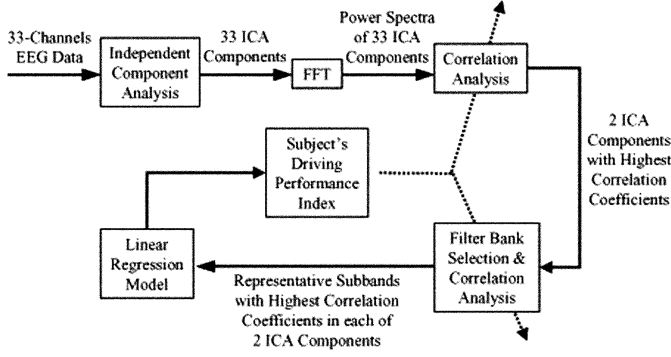 33-Channels
EEG Data
Independent
Component
Analysis
33 ICA
Components
FFT
Power Spectra
of 33 ICA
Components
Correlation
Analysis
2 ICA
Components
with Highest
Correlation
Coefficients
Subject's
Driving
Performance
Index
Linear
Regression
Model
Representative Subbands
with Highest Correlation
Coefficients in each of
2 ICA Components
Filter Bank
Selection &
Correlation
Analysis